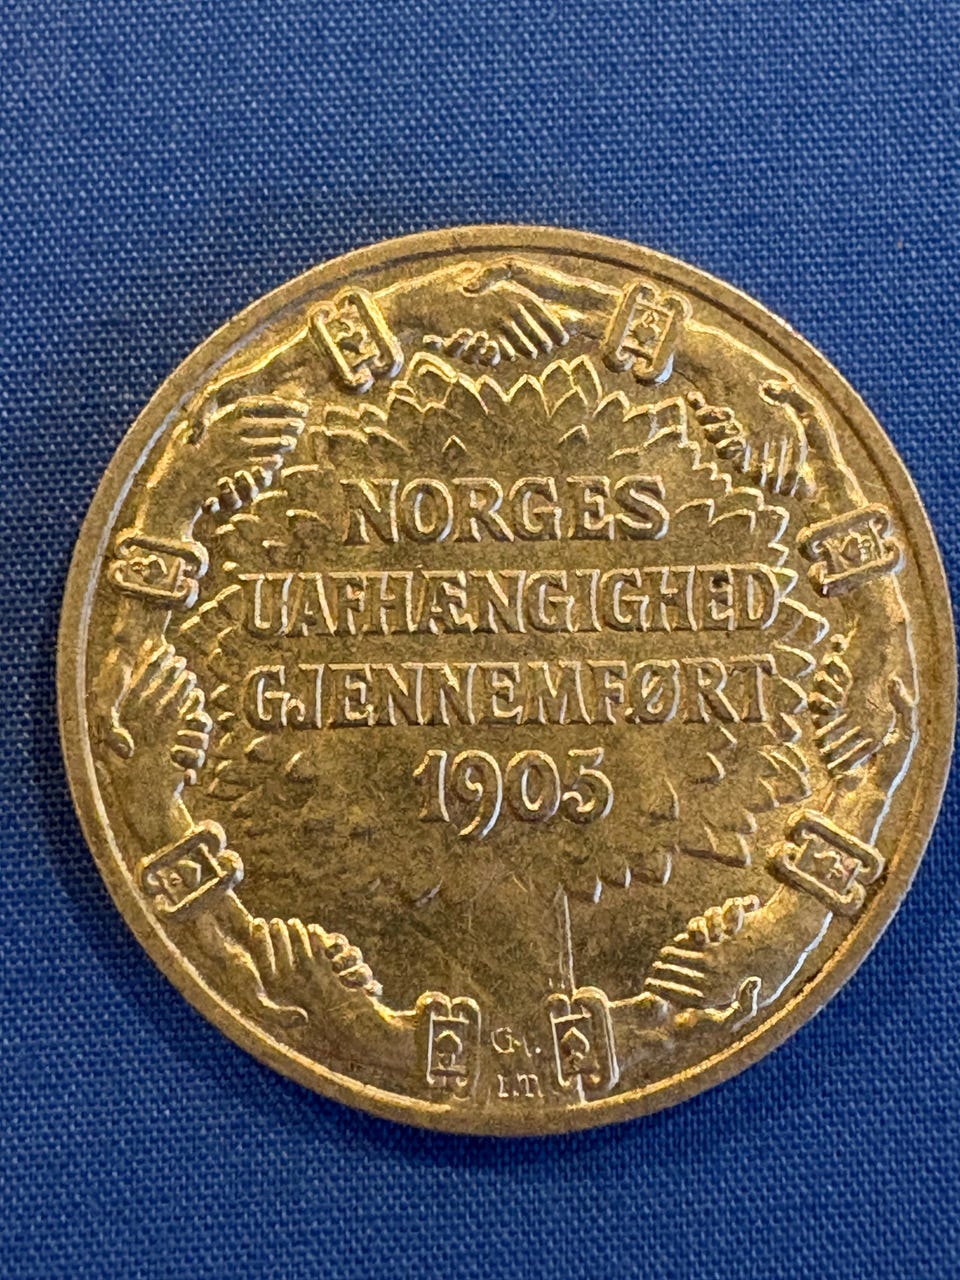 NORGES
UAFHÆNGIGHED
GJENNEMFØRT
1905
I.T